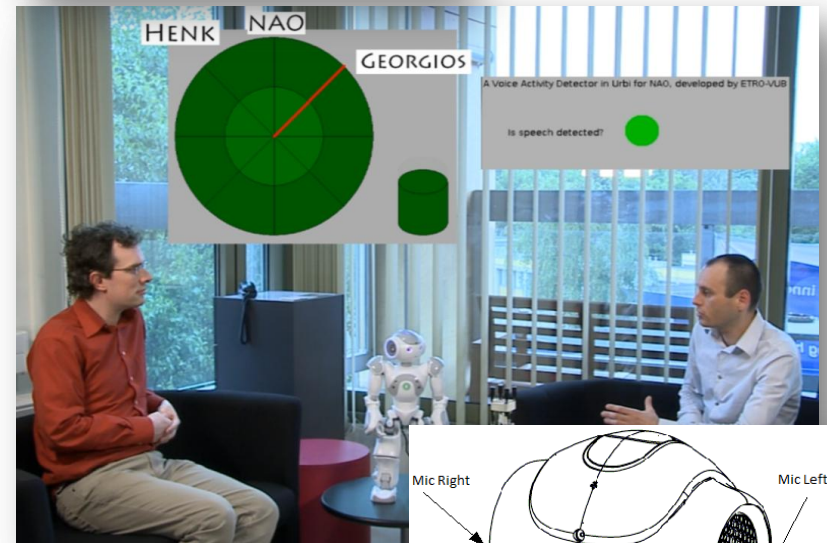 HENK
NAO
GEORGIOS
A Voice Activity Detector in Urbi for NAO, developed by ETRO-VUB
Is speech detected?
Mic Right
Mic Left